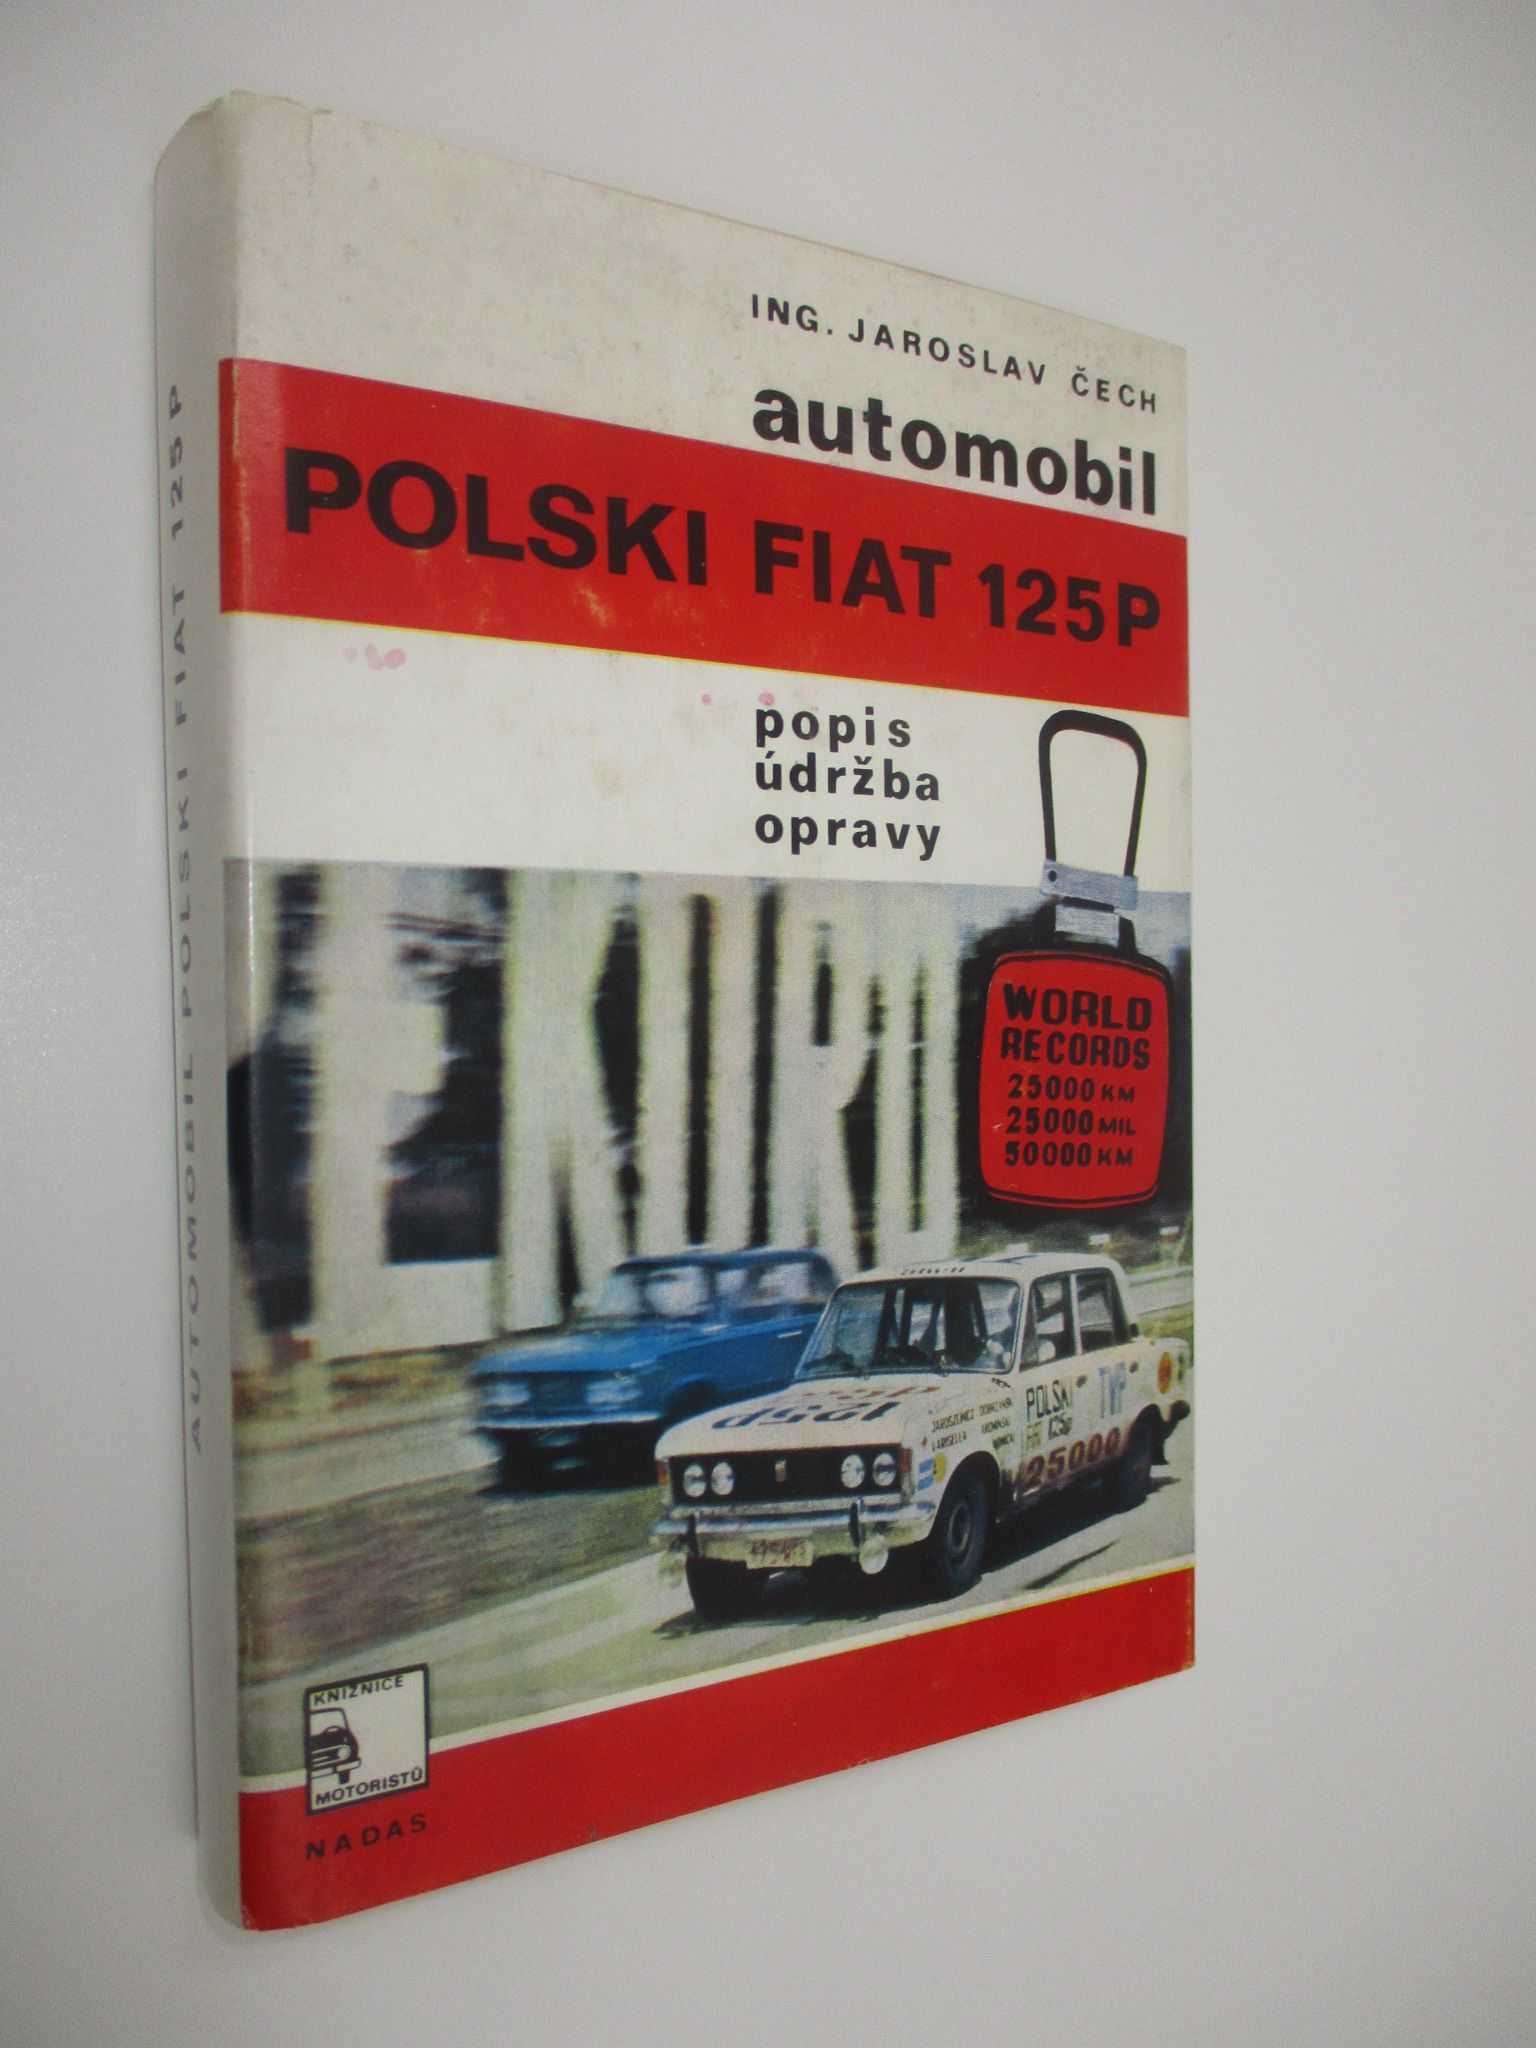 ING. JAROSLAV ČECH
automobil
POLSKI FIAT 125P
popis
údržba
opravy
WORLD
RECORDS
25000 KM
25000 MIL
50000 KM
125p
POLSKI
125p
25000
KNIŽNICE
MOTORISTŮ
NADAS
AUTOMOBIL POLSKI FIAT 125P